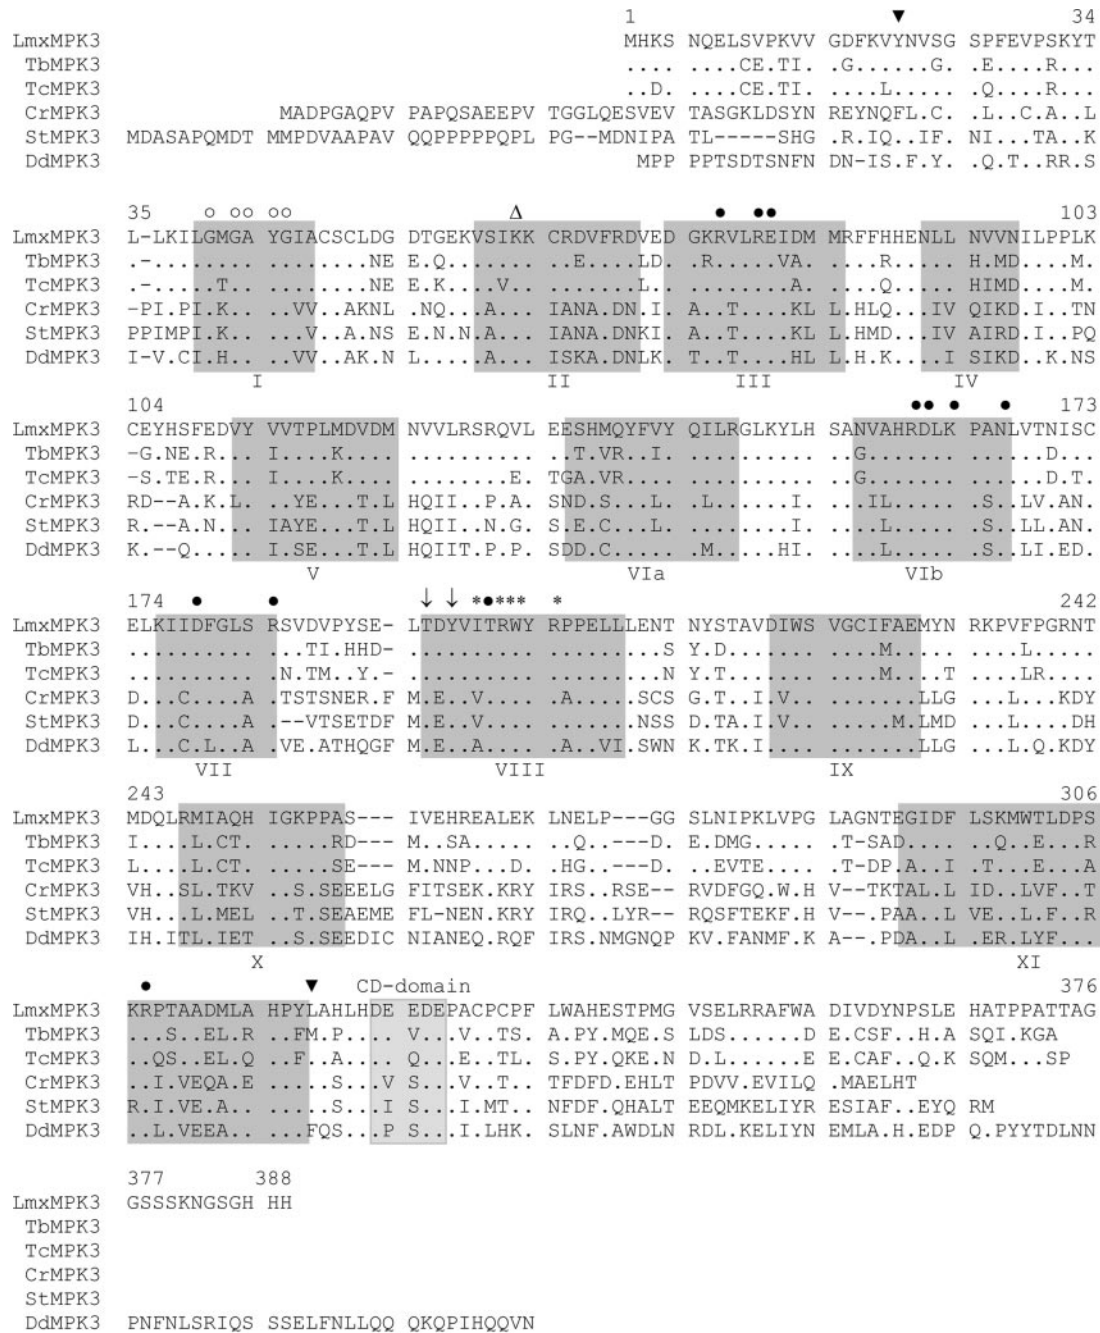 1 ▼ 34
LmxMPK3 MHKS NQELSVPKVV GDFKVYNVSG SPFEVPSKYT
TbMPK3 .... ....CE.TI. .G......G. .E....R...
TcMPK3 ..D. ....CE.TI. ...L...... .Q....R...
CrMPK3 MADPGAQPV PAPQSAEEPV TGGLQESVEV TASGKLDSYN REYNQFL.C. .L..C.A..L
StMPK3 MDASAPQMDT MMPDVAAPAV QQPPPPPQPL PG--MDNIPA TL-----SHG .R.IQ..IF. NI...TA..K
DdMPK3 MPP PPTSDTSNFN DN-IS.F.Y. .Q.T..RR.S
35 ○ ○○ ○○ Δ ● ●● 103
LmxMPK3 L-LKILGMGA YGIACSCLDG DTGEKVSIKK CRDVFRDVED GKRVLREIDM MRFFHHENLL NVVNILPPLK
TbMPK3 .-........ ........NE E.Q....... ...E....LD. ..R.....VA. ....R..... .H.MD....M.
TcMPK3 .-.....T.. ........NE E.K....V.. ........L. ........A. ....Q..... .HIMD....M.
CrMPK3 -PI.PI.K.. ..VV..AKNL .NQ...A... IANA.DN.I. A..T...KL L.HLQ...IV QIKD.I..TN
StMPK3 PPIMPI.K.. ...V..A.NS E.N.NA.... IANA.DNKI. A..T...KL L.HMD...IV AIRD.I..PQ
DdMPK3 I-V.CI.H.. ..VV..AK.N L....A... ISKA.DNLK. T..T...HL L.H.K....I SIKD..K.NS
I II III IV
104 ● ● ● ● 173
LmxMPK3 CEYHSFEDVY VVTPLMDVDM NVVLRSRQVL EESHMQYFVY QILRGLKYLH SANVAHRDLK PANLVTNISC
TbMPK3 -G.NE.R... .I....K... .......... ...T.VR..I. .......... ..G....... ......D...
TcMPK3 -S.TE.R... .I....K... .......E.. TGA.VR.... .......... ..G....... ......D.T.
CrMPK3 RD--A.K.L. ..YE...T.L HQII..P.A. SND.S...L. .L.....I.. ...IL..... .S..LV.AN.
StMPK3 R.--A.N... IAYE...T.L HQII..N.G. S.E.C...L. .......I.. ...L...... .S..LL.AN.
DdMPK3 K.--Q..... .I.SE..T.L HQIIT.P.P. SDD.C..... .M.....HI. ...L...... .S..LI.ED.
V VIa VIb
174 ● ● ↓ ↓ *●*** * 242
LmxMPK3 ELKIIDFGLS RSVDVPYSE- LTDYVITRWY RPPELLLENT NYSTAVDIWS VGCIFAEMYN RKPVFPGRNT
TbMPK3 .......... ...TI.HHD- .......... ........S Y.D....... ....M..... ....L....
TcMPK3 .......... N.TM..Y.- .......... ........N Y.T....... ....M...T .....LR...
CrMPK3 D...C....A TSTSNER.F M.E..V.... .A.....SCS G.T..I.V.. .......LLG ...L..KDY
StMPK3 D...C....A --VTSETDF M.E..V.... .......NSS D.TA.I.V.. .....M.LMD ...L...DH
DdMPK3 L...C.L..A VE.ATHQGF M.E..A.... .A..VI.SWN K.TK.I.... .......LLG ...L.Q.KDY
VII VIII IX
243 306
LmxMPK3 MDQLRMIAQH IGKPPAS--- IVEHREALEK LNELP---GG SLNIPKLVPG LAGNTEGIDF LSKMWTLDPS
TbMPK3 I....L.CT. .....RD--- M..SA..... .Q...---D. E.DMG..... ..T-SAD... ...Q...E..R
TcMPK3 L....L.CT. .....SE--- M.NNP...D. .HG..---D. .EVTE..... ..T-DP.A..I .T...E...A
CrMPK3 VH..SL.TKV ..S.SEEELG FITSEK.KRY IRS..RSE-- RVDFGQ.W.H V--TKTAL.L ID..LVF..T
StMPK3 VH...L.MEL ..T.SEAEMEF FL-NEN.KRY IRQ..LYR-- RQSFTEKF.H V--.PAA..L VE..L.F..R
DdMPK3 IH.ITL.IET ..S.SEEDIC NIANEQ.RQF IRS.NMGNQP KV.FANMF.K A--.PDA..L .ER.LYF...
X XI
● ▼ CD-domain 376
LmxMPK3 KRPTAADMLA HPYLAHLHDE EDEPACPCPF LWAHESTPMG VSELRRAFWA DIVDYNPSLE HATPPATTAG
TbMPK3 ...S..EL.R ..FM.P.... .V..V..TS. A.PY.MQE.S LDS.....D. E.CSF..H.A SQI.KGA
TcMPK3 ..QS..EL.Q ..F..A.... .Q..E..TL. S.PY.QKE.N D.L.....E E.CAF..Q.K SQM...SP
CrMPK3 ..I.VEQA.E .....S..V S...V..T.. TFDFD.EHLT PDVV.EVILQ .MAELHT
StMPK3 R.I.VE.A.. .....S..I S...I.MT.. NFDF.QHALT EEQMKELIYR ESIAF..EYQ RM
DdMPK3 ..L.VEEA.. ...FQS..P S...I.LHK. SLNF.AWDLN RDL.KELIYN EMLA.H.EDP Q.PYYTDLNN
377 388
LmxMPK3 GSSSKNGSGH HH
TbMPK3
TcMPK3
CrMPK3
StMPK3
DdMPK3 PNFNLSRIQS SSELFNLLQQ QKQPIHQQVN